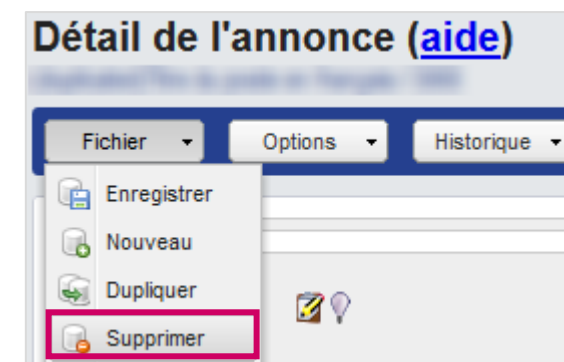 Détail de l'annonce (aide)
Fichier Options Historique
Enregistrer
Nouveau
Dupliquer
Supprimer